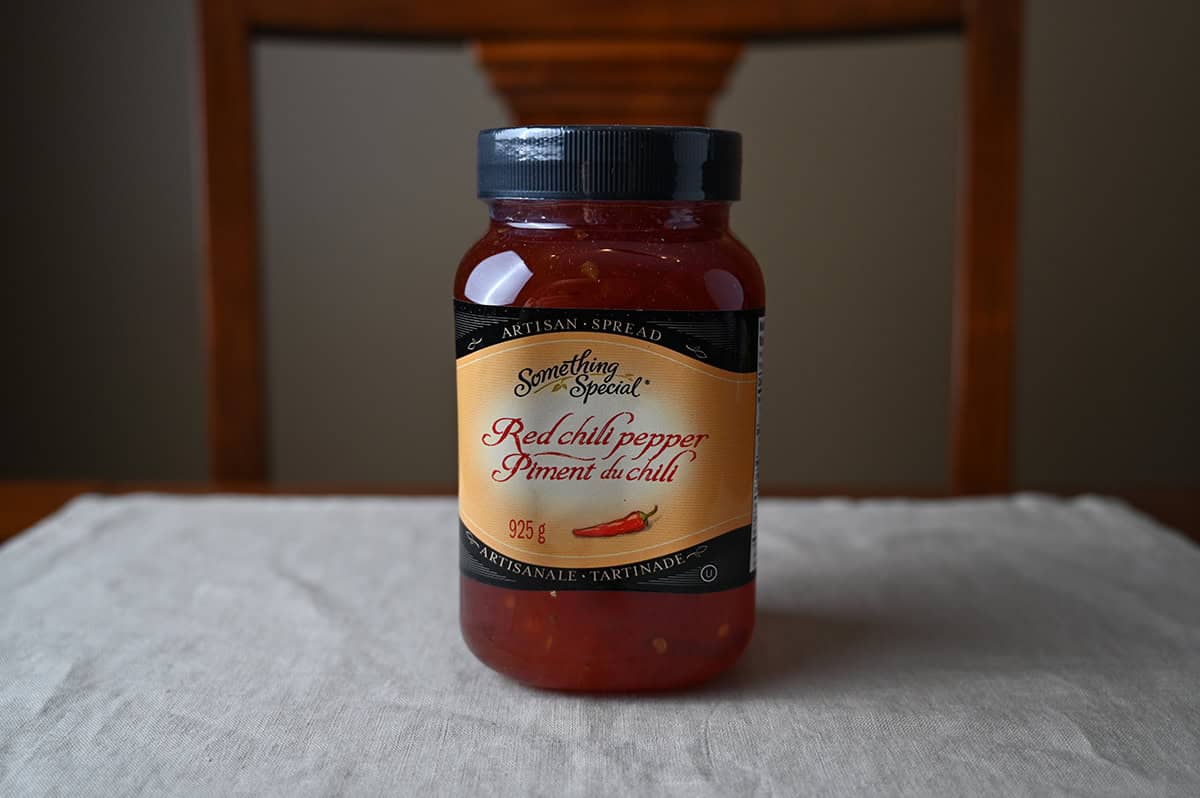 ARTISAN · SPREAD
Something
Special®
Red chili pepper
Piment du chili
925 g
ARTISANALE · TARTINADE
U